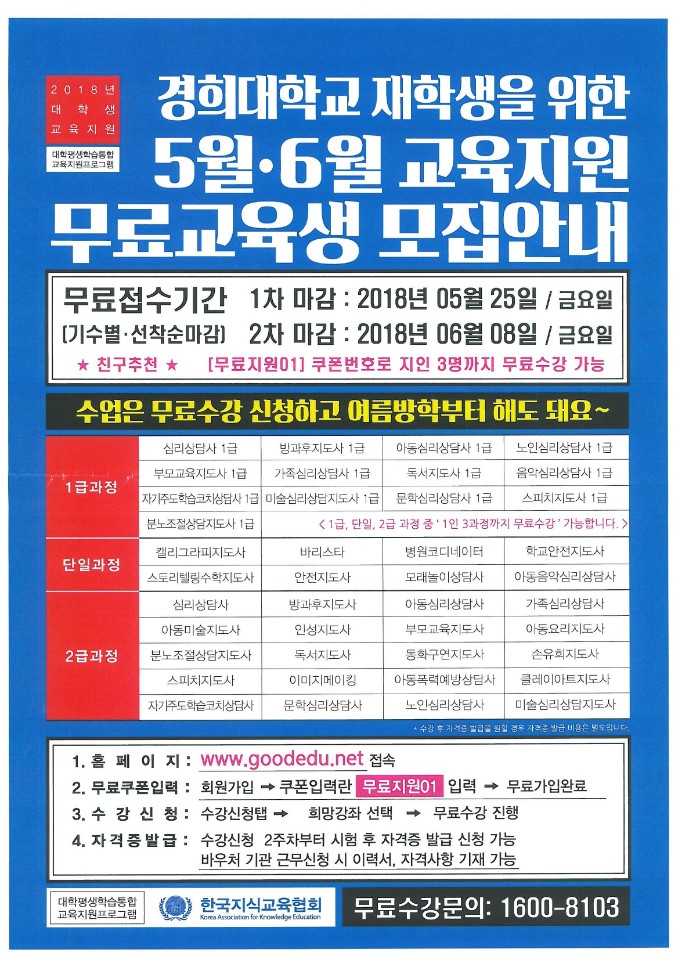 2018년
대학생
교육지원
대학평생학습통합
교육지원프로그램
경희대학교 재학생을 위한
5월·6월 교육지원
무료교육생 모집안내
무료접수기간 1차 마감 : 2018년 05월 25일 / 금요일
(기수별·선착순마감) 2차 마감 : 2018년 06월 08일 / 금요일
★ 친구추천 ★ [무료지원01] 쿠폰번호로 지인 3명까지 무료수강 가능
수업은 무료수강 신청하고 여름방학부터 해도 돼요~
1급과정
심리상담사 1급 방과후지도사 1급 아동심리상담사 1급 노인심리상담사 1급
부모교육지도사 1급 가족심리상담사 1급 독서지도사 1급 음악심리상담사 1급
자기주도학습코치상담사 1급 미술심리상담지도사 1급 문학심리상담사 1급 스피치지도사 1급
분노조절상담지도사 1급 < 1급, 단일, 2급 과정 중 ' 1인 3과정까지 무료수강 ' 가능합니다. >
단일과정
캘리그라피지도사 바리스타 병원코디네이터 학교안전지도사
스토리텔링수학지도사 안전지도사 모래놀이상담사 아동음악심리상담사
2급과정
심리상담사 방과후지도사 아동심리상담사 가족심리상담사
아동미술지도사 인성지도사 부모교육지도사 아동요리지도사
분노조절상담지도사 독서지도사 동화구연지도사 손유희지도사
스피치지도사 이미지메이킹 아동폭력예방상담사 클레이아트지도사
자기주도학습코치상담사 문학심리상담사 노인심리상담사 미술심리상담지도사
* 수강 후 자격증 발급을 원할 경우 자격증 발급 비용은 별도입니다.
1. 홈 페 이 지 : www.goodedu.net 접속
2. 무료쿠폰입력 : 회원가입 → 쿠폰입력란 무료지원01 입력 → 무료가입완료
3. 수 강 신 청 : 수강신청탭 → 희망강좌 선택 → 무료수강 진행
4. 자격증발급 : 수강신청 2주차부터 시험 후 자격증 발급 신청 가능
바우처 기관 근무신청 시 이력서, 자격사항 기재 가능
대학평생학습통합
교육지원프로그램
한국지식교육협회
Korea Association for Knowledge Education
무료수강문의: 1600-8103